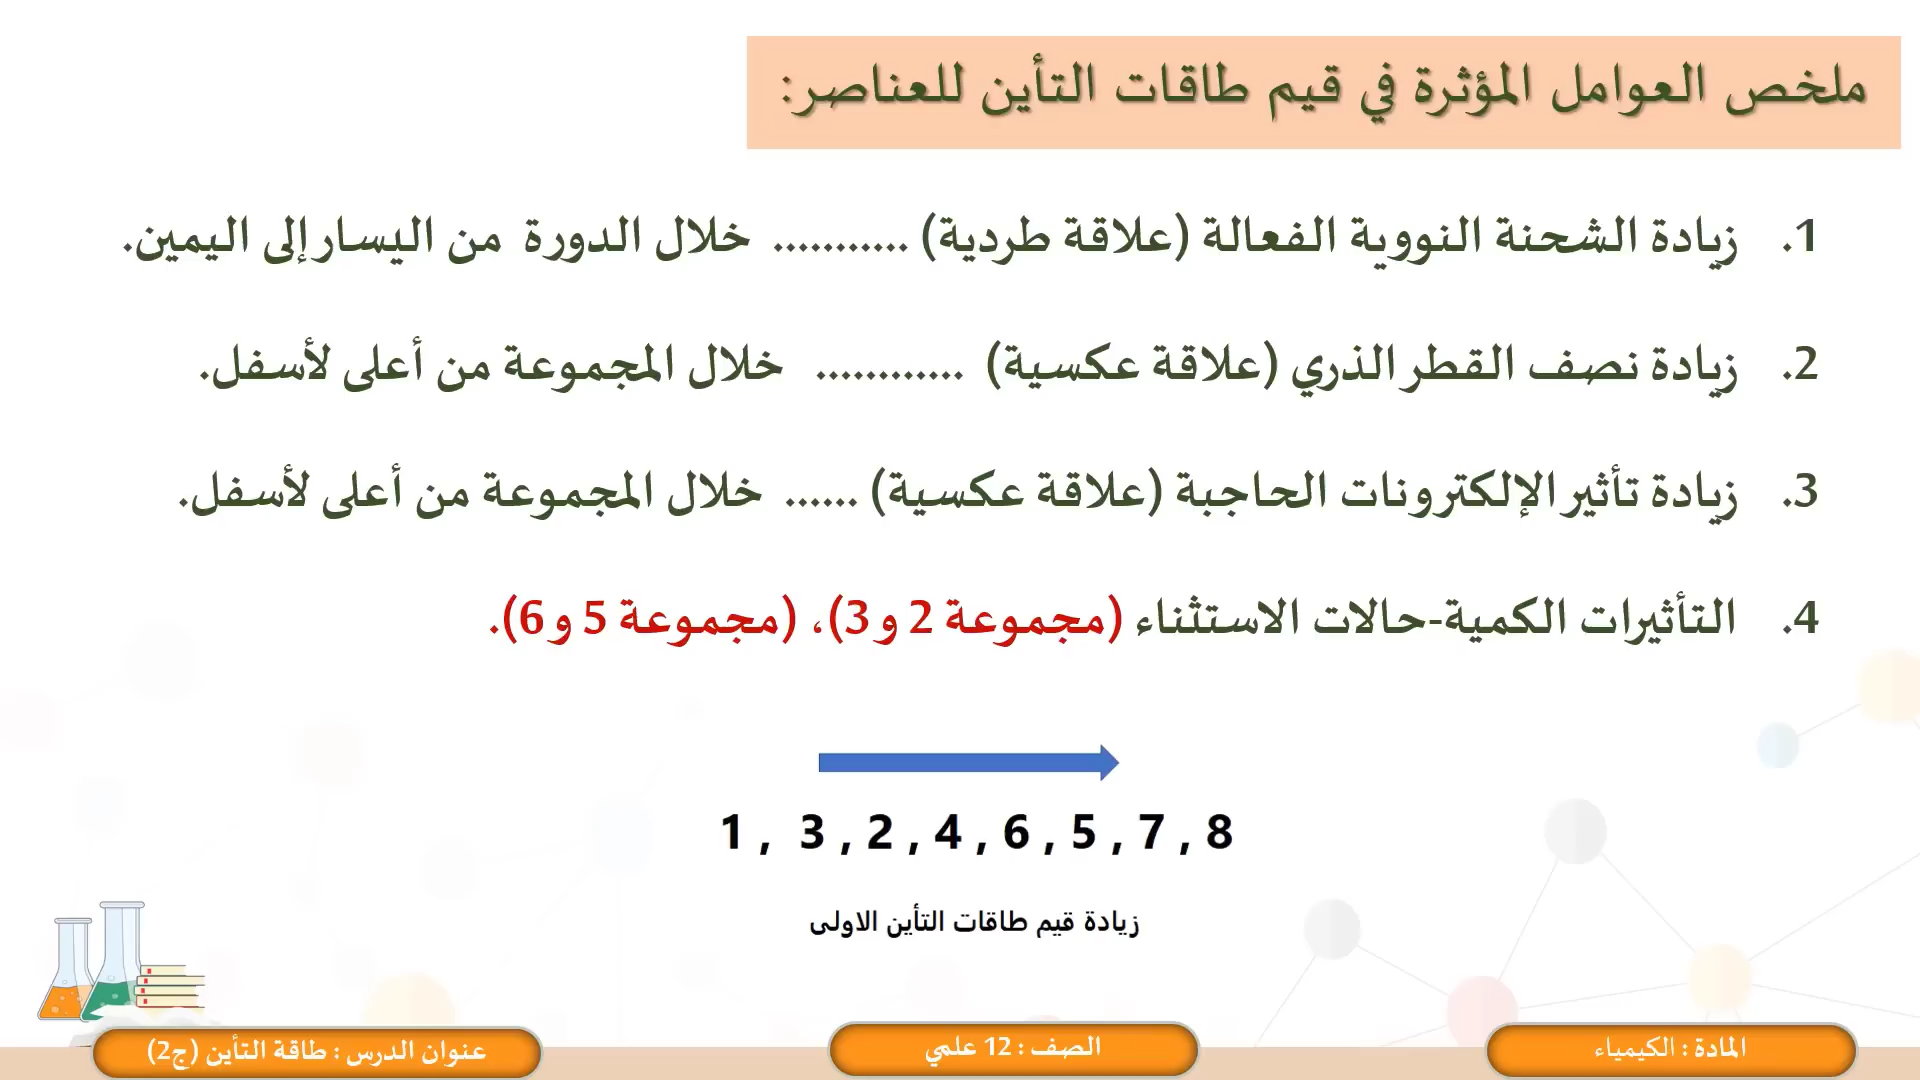 ملخص العوامل المؤثرة في قيم طاقات التأين للعناصر:
1. زيادة الشحنة النووية الفعالة (علاقة طردية) ........... خلال الدورة من اليسار إلى اليمين.
2. زيادة نصف القطر الذري (علاقة عكسية) ............ خلال المجموعة من أعلى لأسفل.
3. زيادة تأثير الإلكترونات الحاجبة (علاقة عكسية) ...... خلال المجموعة من أعلى لأسفل.
4. التأثيرات الكمية-حالات الاستثناء (مجموعة 2 و3)، (مجموعة 5 و6).
1 , 3 , 2 , 4 , 6 , 5 , 7 , 8
زيادة قيم طاقات التأين الاولى
المادة : الكيمياء
الصف : 12 علمي
عنوان الدرس : طاقة التأين (ج2)